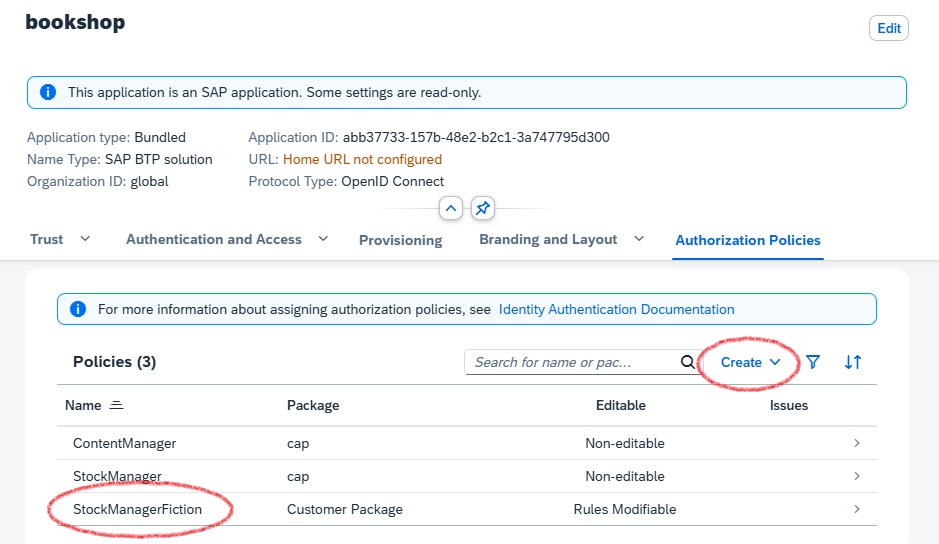 bookshop
Edit
This application is an SAP application. Some settings are read-only.
Application type: Bundled
Application ID: abb37733-157b-48e2-b2c1-3a747795d300
Name Type: SAP BTP solution
URL: Home URL not configured
Organization ID: global
Protocol Type: OpenID Connect
Trust
Authentication and Access
Provisioning
Branding and Layout
Authorization Policies
For more information about assigning authorization policies, see Identity Authentication Documentation
Policies (3)
Search for name or pac...
Create
Name Package Editable Issues
ContentManager cap Non-editable
StockManager cap Non-editable
StockManagerFiction Customer Package Rules Modifiable